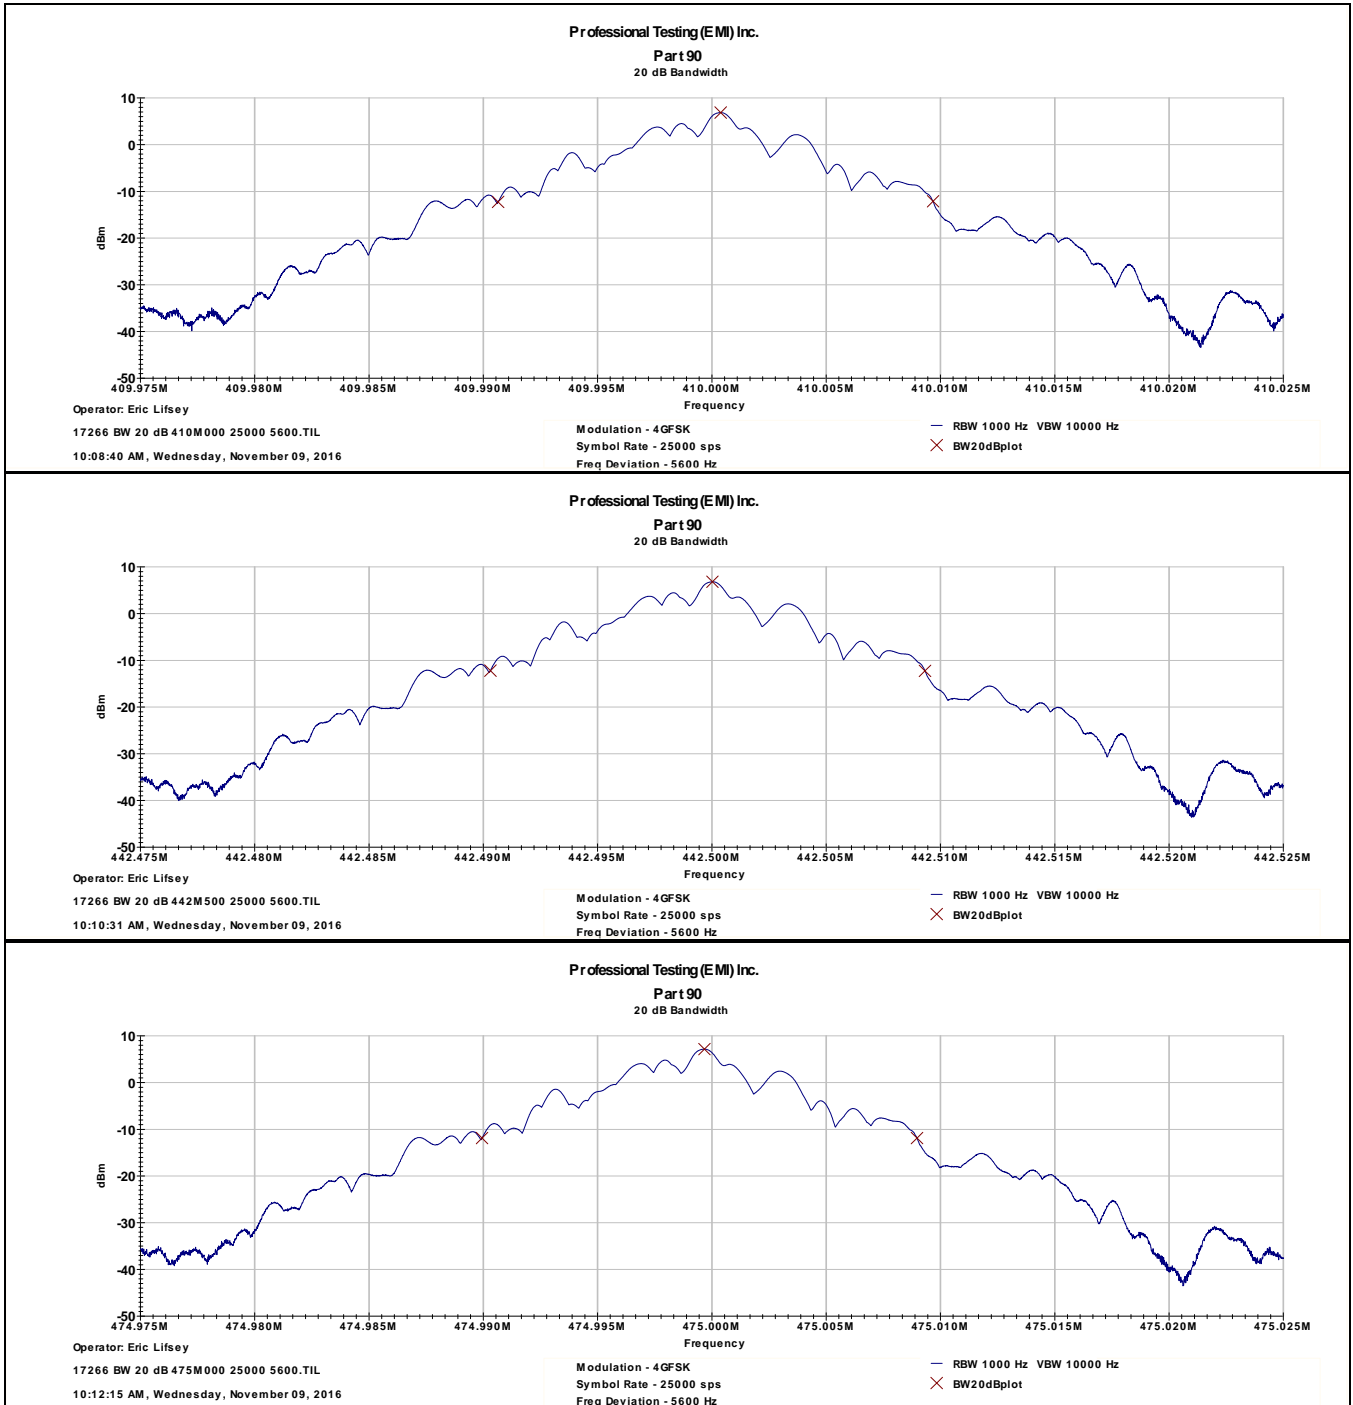 Professional Testing (EMI) Inc.
Part 90
20 dB Bandwidth
10
0
-10
-20
-30
-40
-50
dBm
409.975M 409.980M 409.985M 409.990M 409.995M 410.000M 410.005M 410.010M 410.015M 410.020M 410.025M
Frequency
Operator: Eric Lifsey
17266 BW 20 dB 410M000 25000 5600.TIL
10:08:40 AM, Wednesday, November 09, 2016
Modulation - 4GFSK
Symbol Rate - 25000 sps
Freq Deviation - 5600 Hz
RBW 1000 Hz VBW 10000 Hz
BW20dBplot
Professional Testing (EMI) Inc.
Part 90
20 dB Bandwidth
10
0
-10
-20
-30
-40
-50
dBm
442.475M 442.480M 442.485M 442.490M 442.495M 442.500M 442.505M 442.510M 442.515M 442.520M 442.525M
Frequency
Operator: Eric Lifsey
17266 BW 20 dB 442M500 25000 5600.TIL
10:10:31 AM, Wednesday, November 09, 2016
Modulation - 4GFSK
Symbol Rate - 25000 sps
Freq Deviation - 5600 Hz
RBW 1000 Hz VBW 10000 Hz
BW20dBplot
Professional Testing (EMI) Inc.
Part 90
20 dB Bandwidth
10
0
-10
-20
-30
-40
-50
dBm
474.975M 474.980M 474.985M 474.990M 474.995M 475.000M 475.005M 475.010M 475.015M 475.020M 475.025M
Frequency
Operator: Eric Lifsey
17266 BW 20 dB 475M000 25000 5600.TIL
10:12:15 AM, Wednesday, November 09, 2016
Modulation - 4GFSK
Symbol Rate - 25000 sps
Freq Deviation - 5600 Hz
RBW 1000 Hz VBW 10000 Hz
BW20dBplot